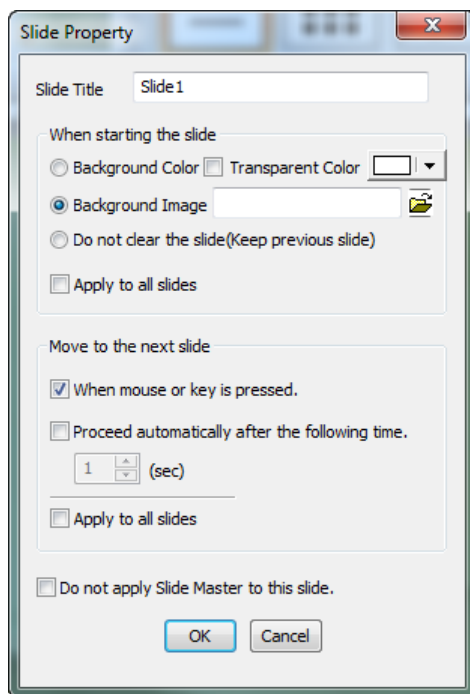 Slide Property
Slide Title Slide1
When starting the slide
Background Color Transparent Color
Background Image
Do not clear the slide(Keep previous slide)
Apply to all slides
Move to the next slide
When mouse or key is pressed.
Proceed automatically after the following time.
1 (sec)
Apply to all slides
Do not apply Slide Master to this slide.
OK Cancel